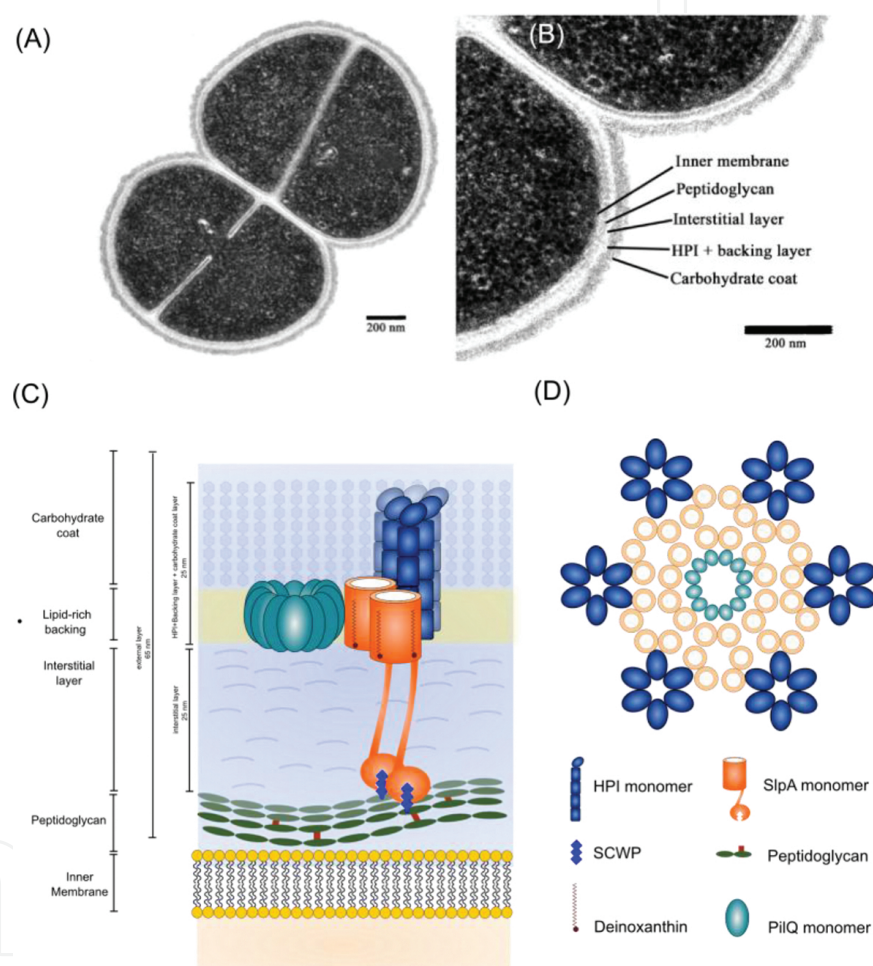 (A)
200 nm
(B)
Inner membrane
Peptidoglycan
Interstitial layer
HPI + backing layer
Carbohydrate coat
200 nm
(C)
Carbohydrate
coat
Lipid-rich
backing
Interstitial
layer
Peptidoglycan
Inner
Membrane
external layer
65 nm
HPI+Backing layer + carbohydrate coat layer
25 nm
interstitial layer
25 nm
(D)
HPI monomer
SlpA monomer
SCWP
Peptidoglycan
Deinoxanthin
PilQ monomer